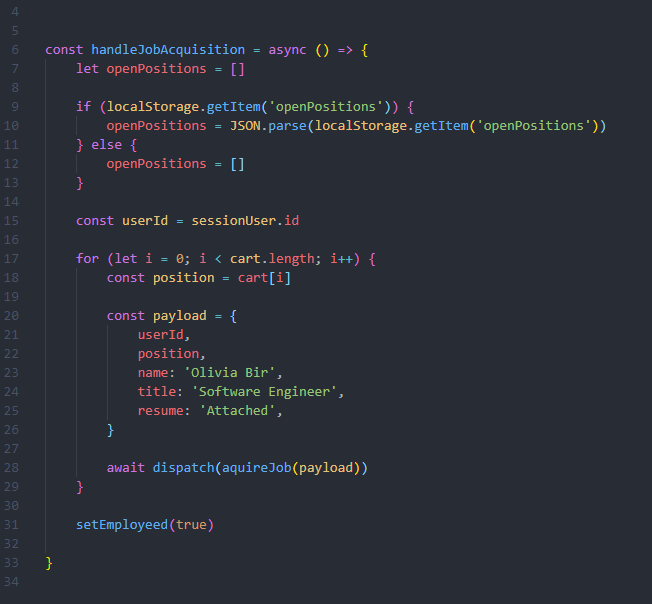 4
5
6 const handleJobAcquisition = async () => {
7 let openPositions = []
8
9 if (localStorage.getItem('openPositions')) {
10 openPositions = JSON.parse(localStorage.getItem('openPositions'))
11 } else {
12 openPositions = []
13 }
14
15 const userId = sessionUser.id
16
17 for (let i = 0; i < cart.length; i++) {
18 const position = cart[i]
19
20 const payload = {
21 userId,
22 position,
23 name: 'Olivia Bir',
24 title: 'Software Engineer',
25 resume: 'Attached',
26 }
27
28 await dispatch(aquireJob(payload))
29 }
30
31 setEmployeed(true)
32
33 }
34